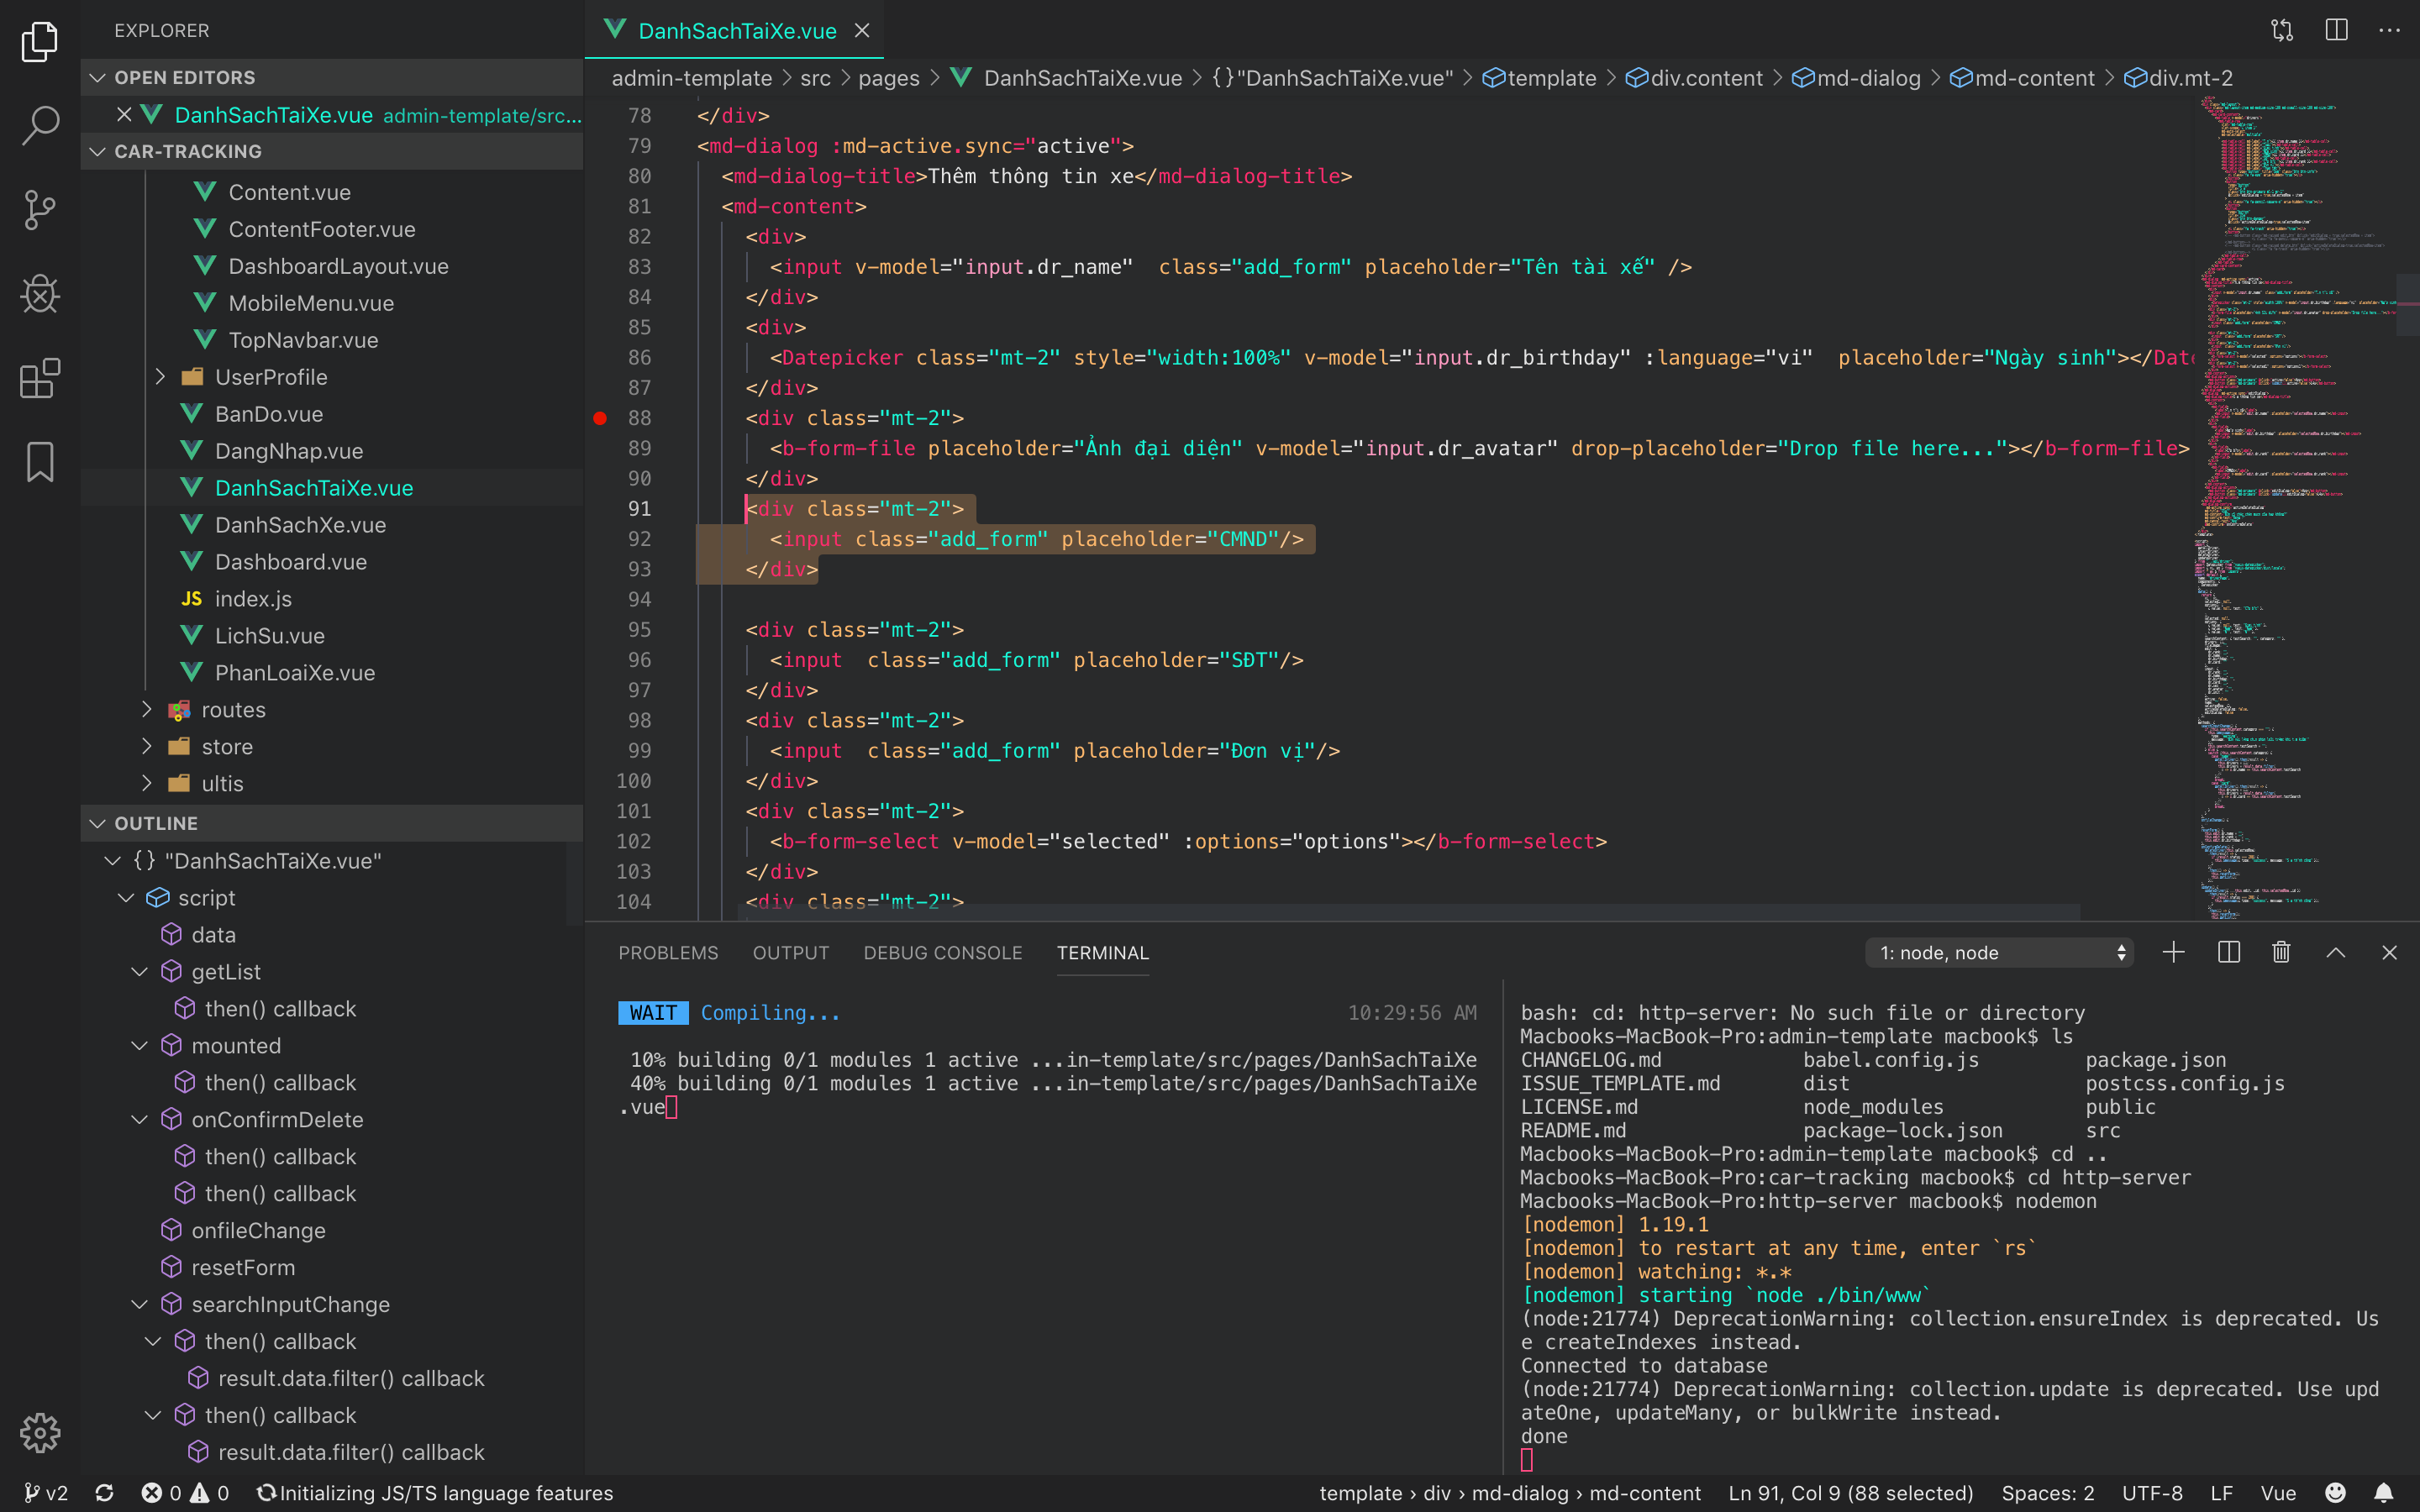 EXPLORER
OPEN EDITORS
DanhSachTaiXe.vue admin-template/src...
CAR-TRACKING
Content.vue
ContentFooter.vue
DashboardLayout.vue
MobileMenu.vue
TopNavbar.vue
UserProfile
BanDo.vue
DangNhap.vue
DanhSachTaiXe.vue
DanhSachXe.vue
Dashboard.vue
JS index.js
LichSu.vue
PhanLoaiXe.vue
routes
store
ultis
OUTLINE
{} "DanhSachTaiXe.vue"
script
data
getList
then() callback
mounted
then() callback
onConfirmDelete
then() callback
then() callback
onfileChange
resetForm
searchInputChange
then() callback
result.data.filter() callback
then() callback
result.data.filter() callback
DanhSachTaiXe.vue
admin-template > src > pages > DanhSachTaiXe.vue > {} "DanhSachTaiXe.vue" > template > div.content > md-dialog > md-content > div.mt-2
78 </div>
79 <md-dialog :md-active.sync="active">
80 <md-dialog-title>Thêm thông tin xe</md-dialog-title>
81 <md-content>
82 <div>
83 <input v-model="input.dr_name"  class="add_form" placeholder="Tên tài xế" />
84 </div>
85 <div>
86 <Datepicker class="mt-2" style="width:100%" v-model="input.dr_birthday" :language="vi"  placeholder="Ngày sinh"></Date
87 </div>
88 <div class="mt-2">
89 <b-form-file placeholder="Ảnh đại diện" v-model="input.dr_avatar" drop-placeholder="Drop file here..."></b-form-file>
90 </div>
91 <div class="mt-2">
92 <input class="add_form" placeholder="CMND"/>
93 </div>
94
95 <div class="mt-2">
96 <input  class="add_form" placeholder="SĐT"/>
97 </div>
98 <div class="mt-2">
99 <input  class="add_form" placeholder="Đơn vị"/>
100 </div>
101 <div class="mt-2">
102 <b-form-select v-model="selected" :options="options"></b-form-select>
103 </div>
104 <div class="mt-2">
PROBLEMS OUTPUT DEBUG CONSOLE TERMINAL 1: node, node
WAIT Compiling... 10:29:56 AM
10% building 0/1 modules 1 active ...in-template/src/pages/DanhSachTaiXe
40% building 0/1 modules 1 active ...in-template/src/pages/DanhSachTaiXe
.vue
bash: cd: http-server: No such file or directory
Macbooks-MacBook-Pro:admin-template macbook$ ls
CHANGELOG.md babel.config.js package.json
ISSUE_TEMPLATE.md dist postcss.config.js
LICENSE.md node_modules public
README.md package-lock.json src
Macbooks-MacBook-Pro:admin-template macbook$ cd ..
Macbooks-MacBook-Pro:car-tracking macbook$ cd http-server
Macbooks-MacBook-Pro:http-server macbook$ nodemon
[nodemon] 1.19.1
[nodemon] to restart at any time, enter `rs`
[nodemon] watching: *.*
[nodemon] starting `node ./bin/www`
(node:21774) DeprecationWarning: collection.ensureIndex is deprecated. Us
e createIndexes instead.
Connected to database
(node:21774) DeprecationWarning: collection.update is deprecated. Use upd
ateOne, updateMany, or bulkWrite instead.
done
v2 0 0 Initializing JS/TS language features template › div › md-dialog › md-content Ln 91, Col 9 (88 selected) Spaces: 2 UTF-8 LF Vue